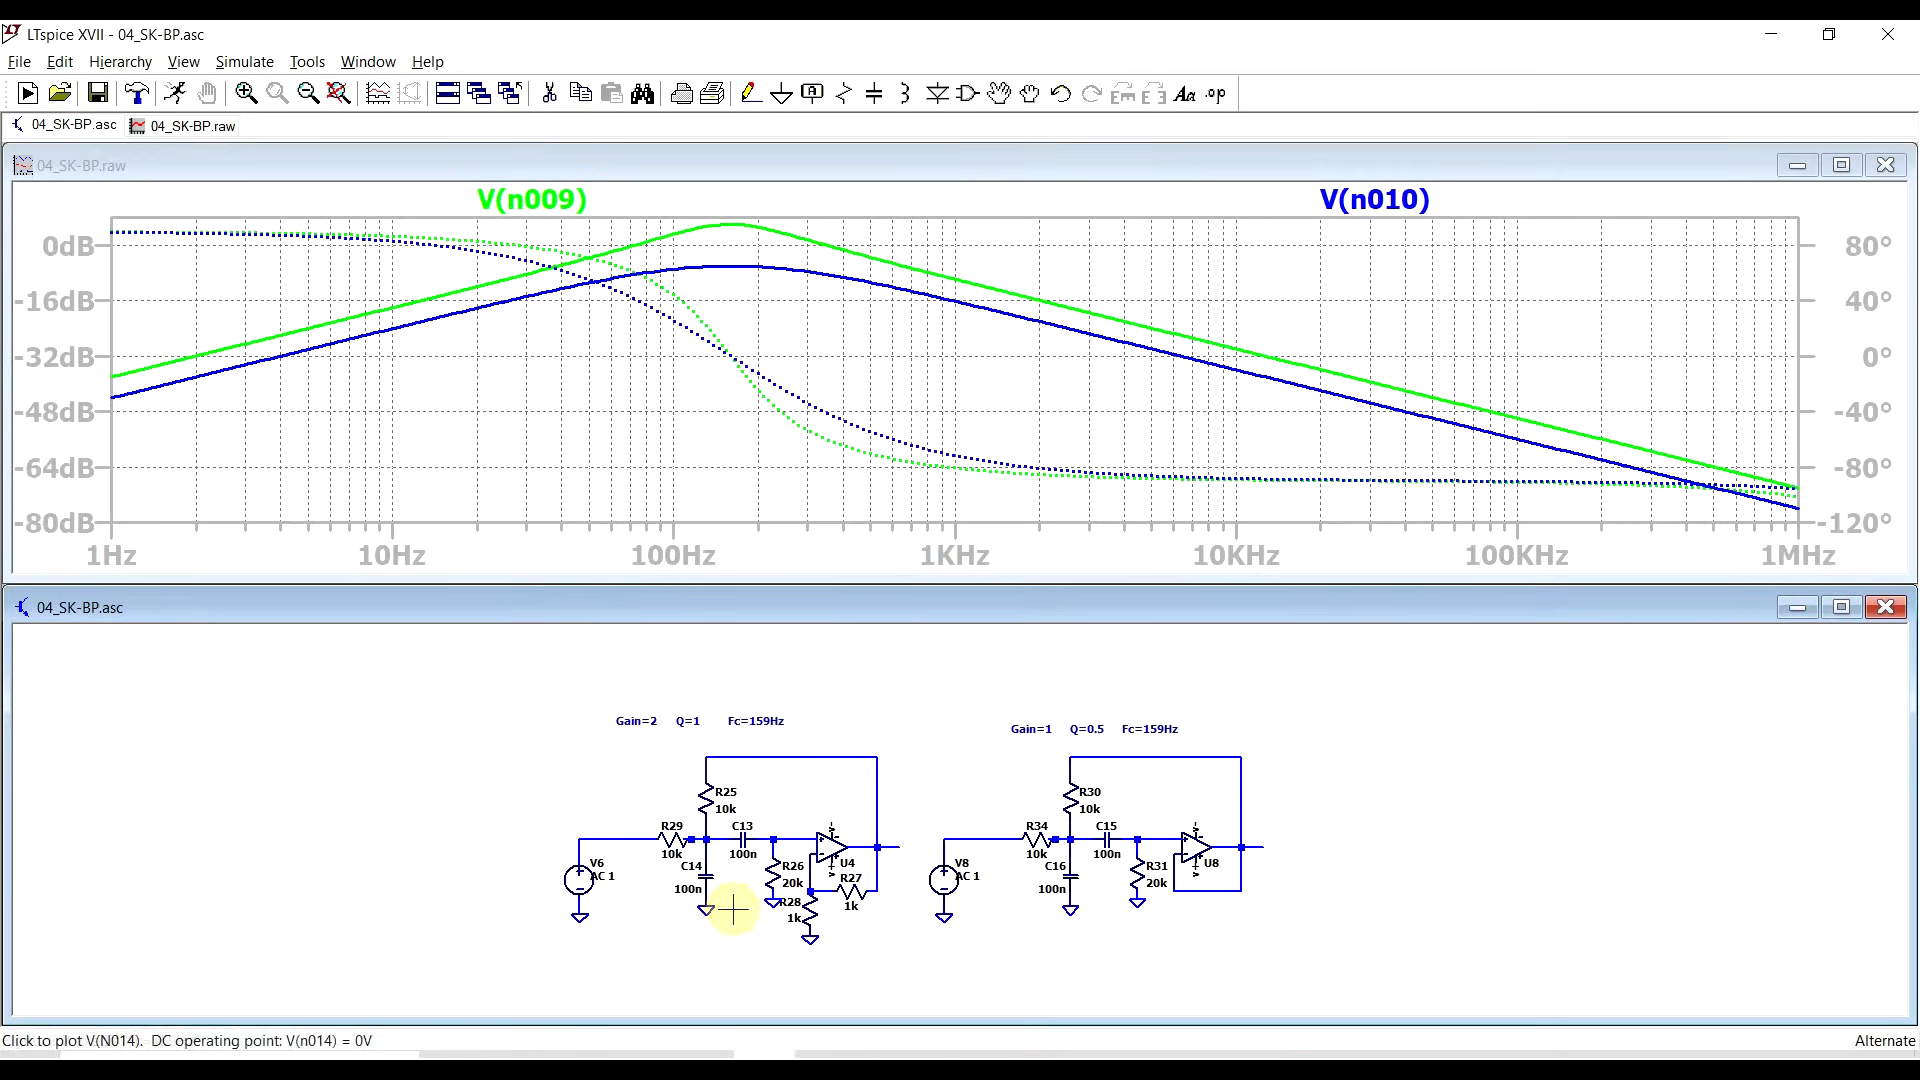 LTspice XVII - 04_SK-BP.asc
File Edit Hierarchy View Simulate Tools Window Help
04_SK-BP.asc 04_SK-BP.raw
04_SK-BP.raw
V(n009) V(n010)
0dB
-16dB
-32dB
-48dB
-64dB
-80dB
80°
40°
0°
-40°
-80°
-120°
1Hz 10Hz 100Hz 1KHz 10KHz 100KHz 1MHz
04_SK-BP.asc
Gain=2 Q=1 Fc=159Hz
R25
10k
R29
10k
C13
100n
V6
AC 1
C14
100n
R26
20k
U4
R27
1k
R28
1k
Gain=1 Q=0.5 Fc=159Hz
R30
10k
R34
10k
C15
100n
V8
AC 1
C16
100n
R31
20k
U8
Click to plot V(N014). DC operating point: V(n014) = 0V
Alternate